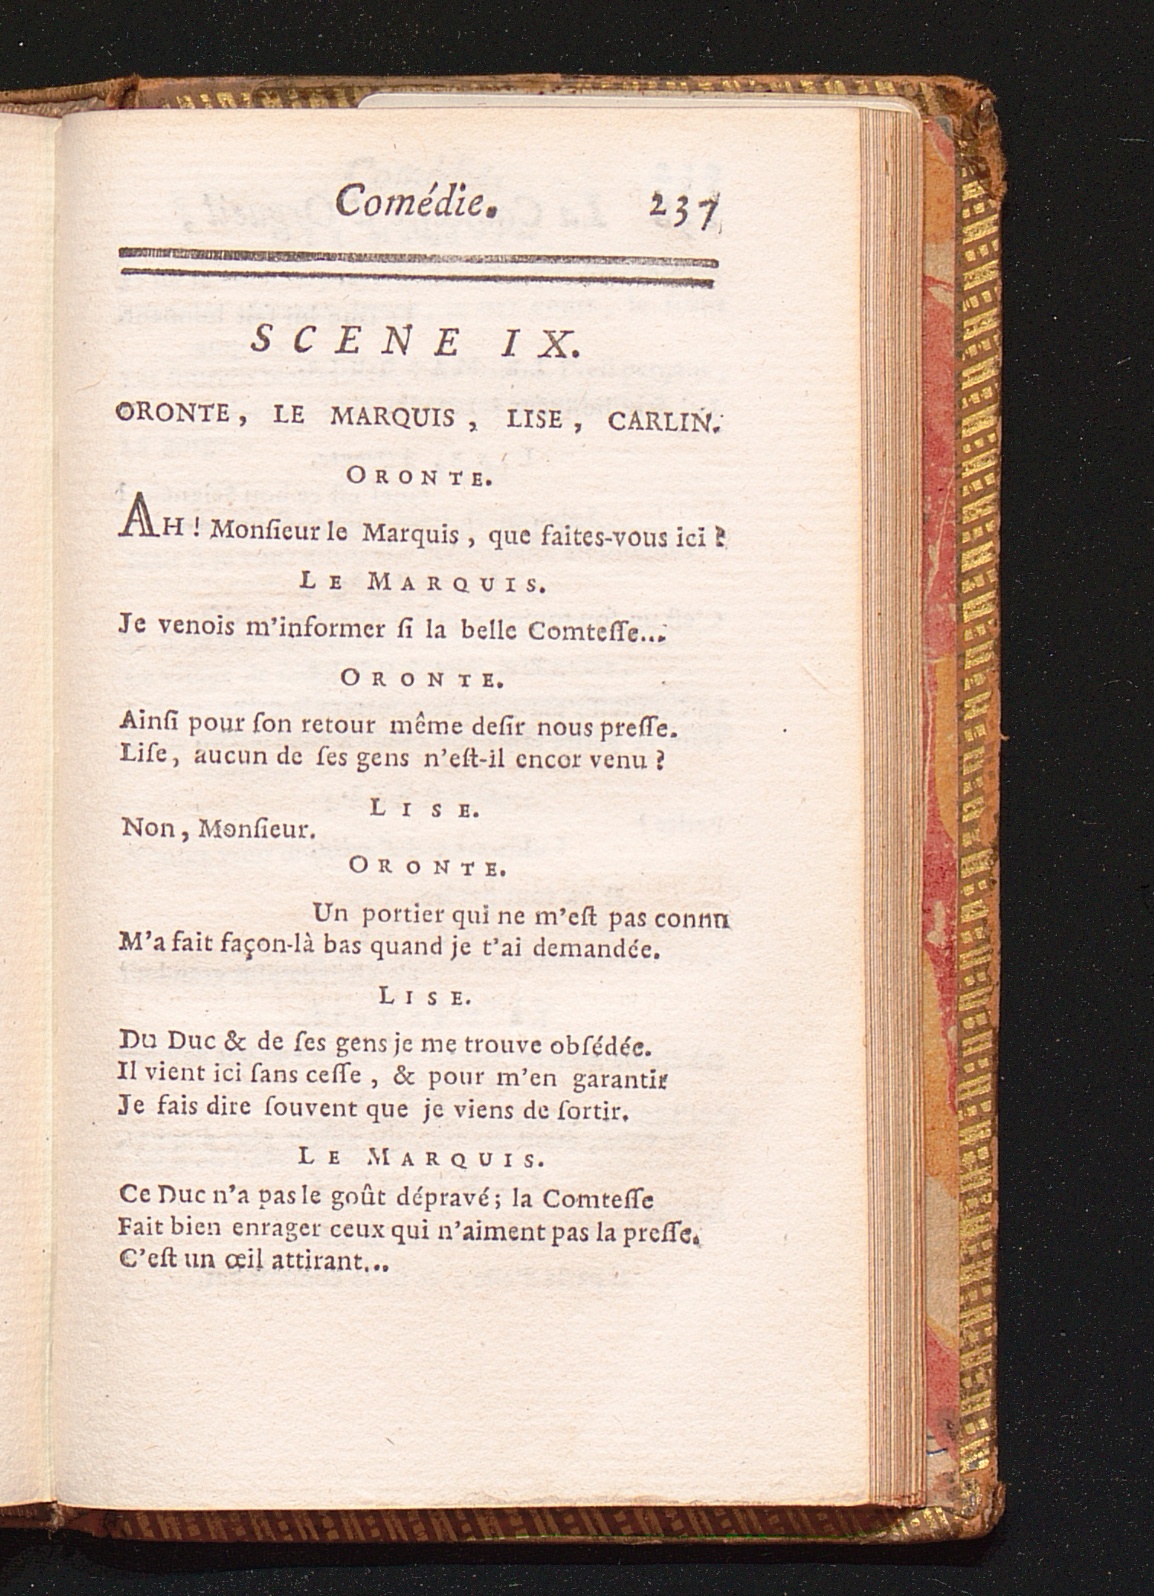 Comédie. 237
SCENE IX.
ORONTE, LE MARQUIS, LISE, CARLIN.
ORONTE.
AH ! Monſieur le Marquis, que faites-vous ici ?
LE MARQUIS.
Je venois m'informer ſi la belle Comteſſe...
ORONTE.
Ainſi pour ſon retour même deſir nous preſſe.
Liſe, aucun de ſes gens n'eſt-il encor venu ?
LISE.
Non, Monſieur.
ORONTE.
Un portier qui ne m'eſt pas connu
M'a fait façon-là bas quand je t'ai demandée.
LISE.
Du Duc & de ſes gens je me trouve obſédée.
Il vient ici ſans ceſſe, & pour m'en garantir
Je fais dire ſouvent que je viens de ſortir.
LE MARQUIS.
Ce Duc n'a pas le goût dépravé; la Comteſſe
Fait bien enrager ceux qui n'aiment pas la preſſe.
C'eſt un œil attirant...